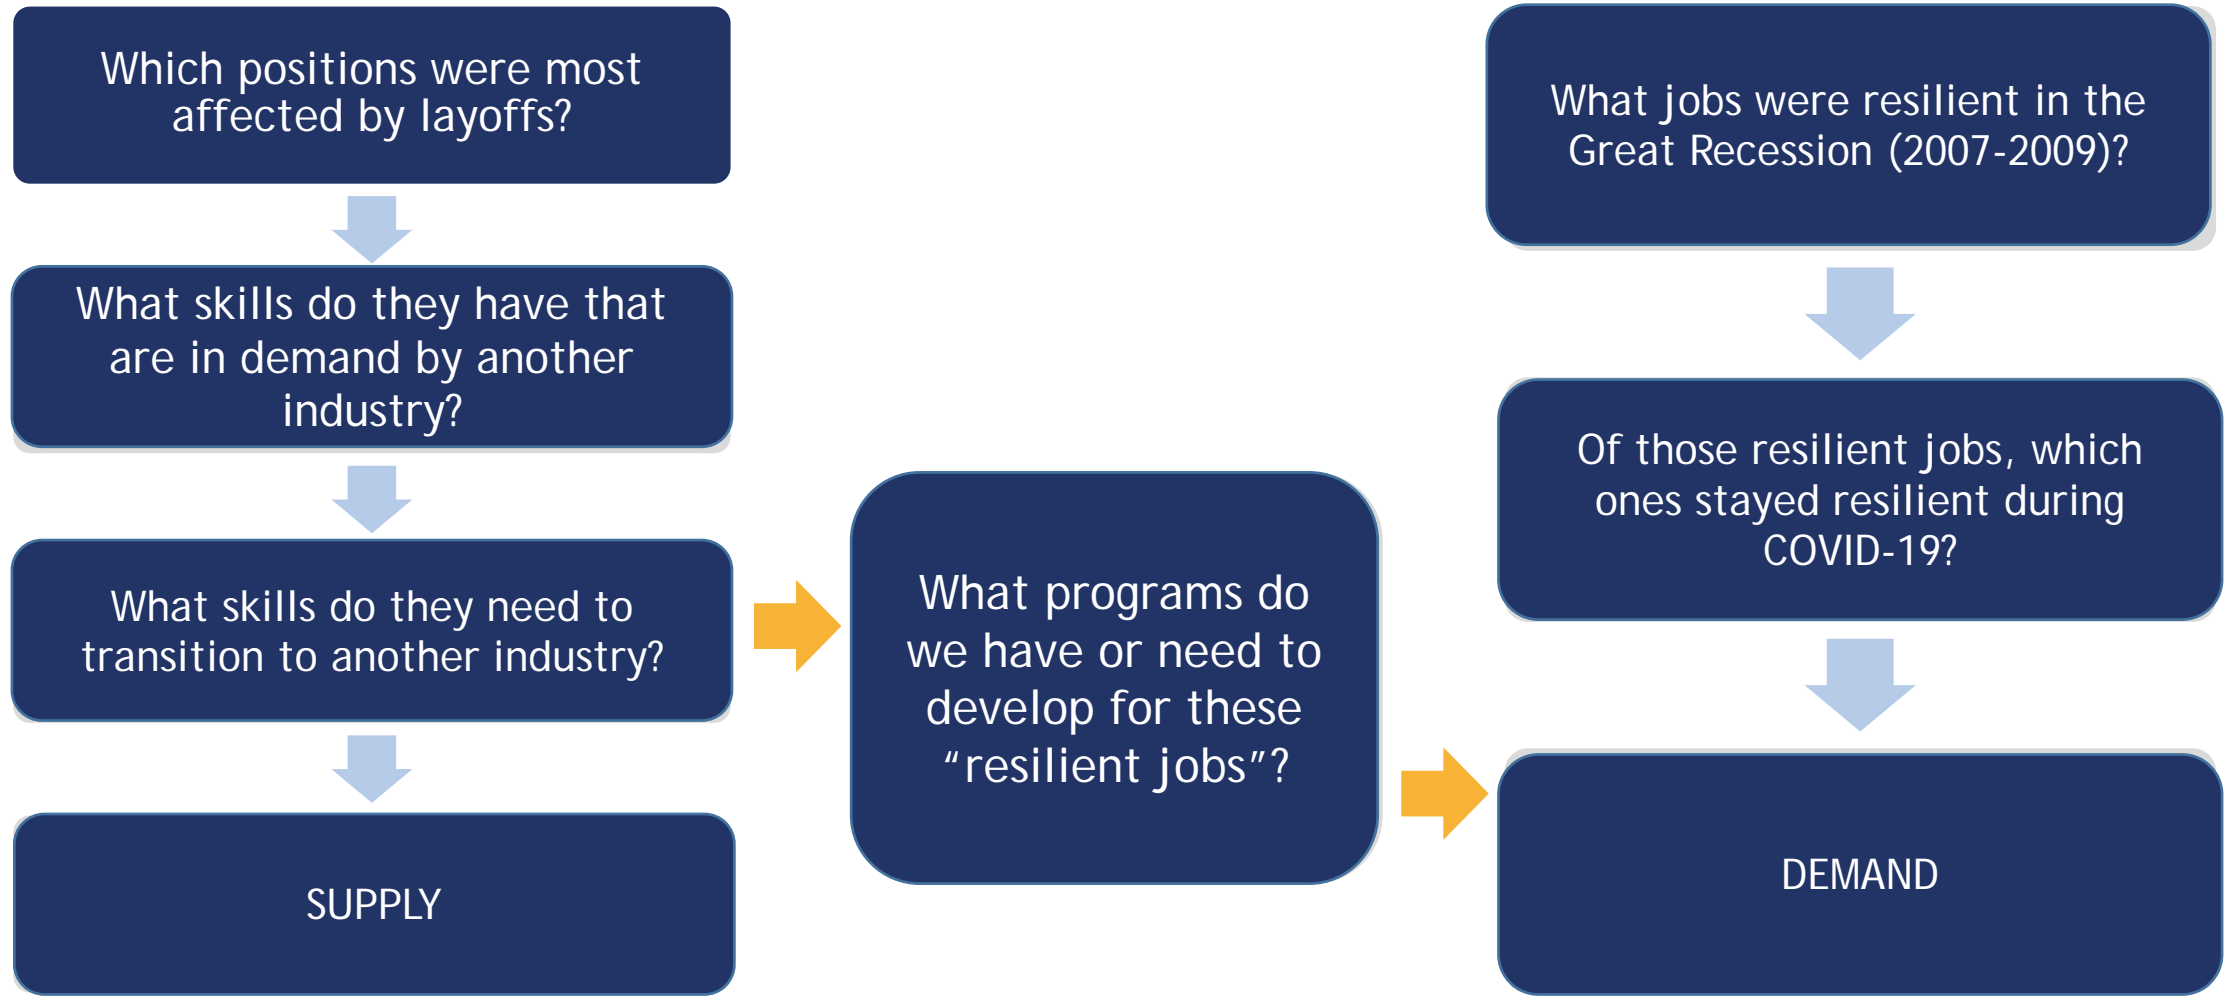 Which positions were most
affected by layoffs?
What skills do they have that
are in demand by another
industry?
What skills do they need to
transition to another industry?
SUPPLY
What programs do
we have or need to
develop for these
“resilient jobs”?
What jobs were resilient in the
Great Recession (2007-2009)?
Of those resilient jobs, which
ones stayed resilient during
COVID-19?
DEMAND